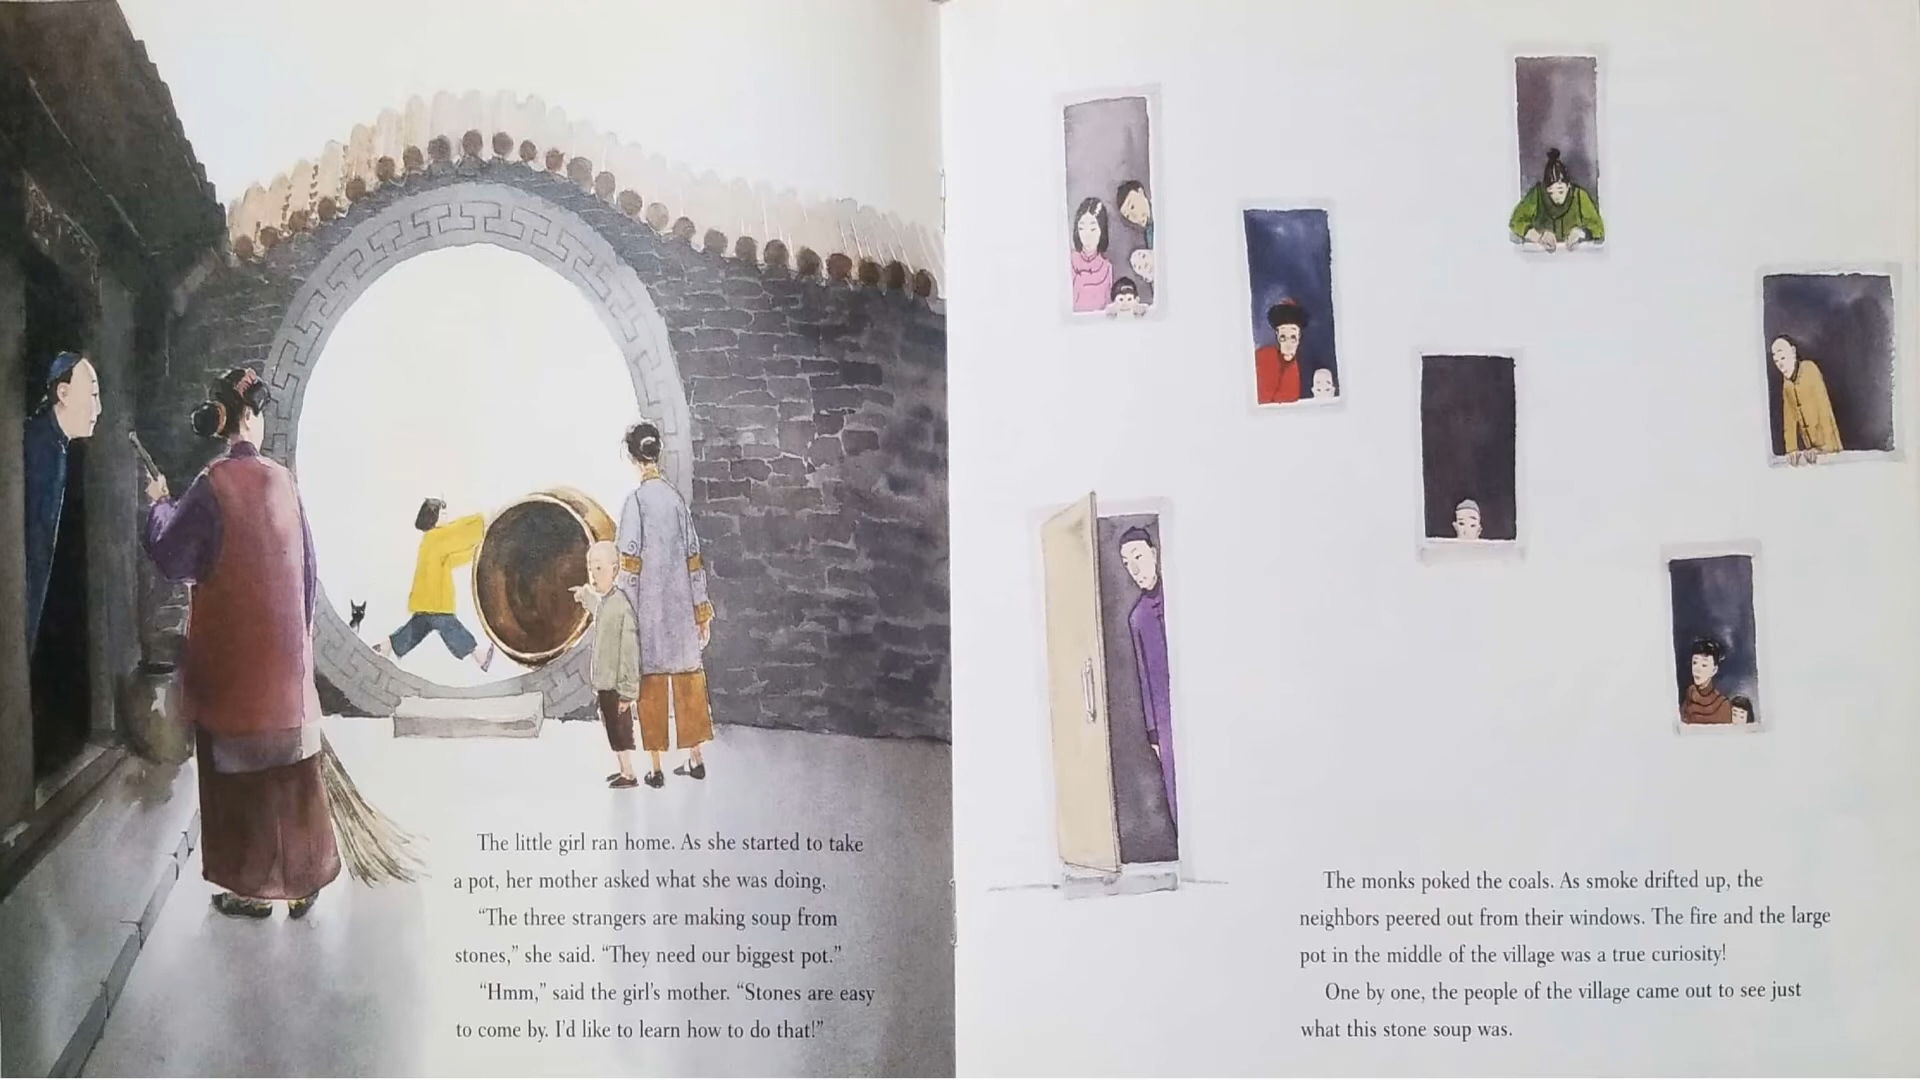 The little girl ran home. As she started to take
a pot, her mother asked what she was doing.
“The three strangers are making soup from
stones,” she said. “They need our biggest pot.”
“Hmm,” said the girl’s mother. “Stones are easy
to come by. I’d like to learn how to do that!”
The monks poked the coals. As smoke drifted up, the
neighbors peered out from their windows. The fire and the large
pot in the middle of the village was a true curiosity!
One by one, the people of the village came out to see just
what this stone soup was.